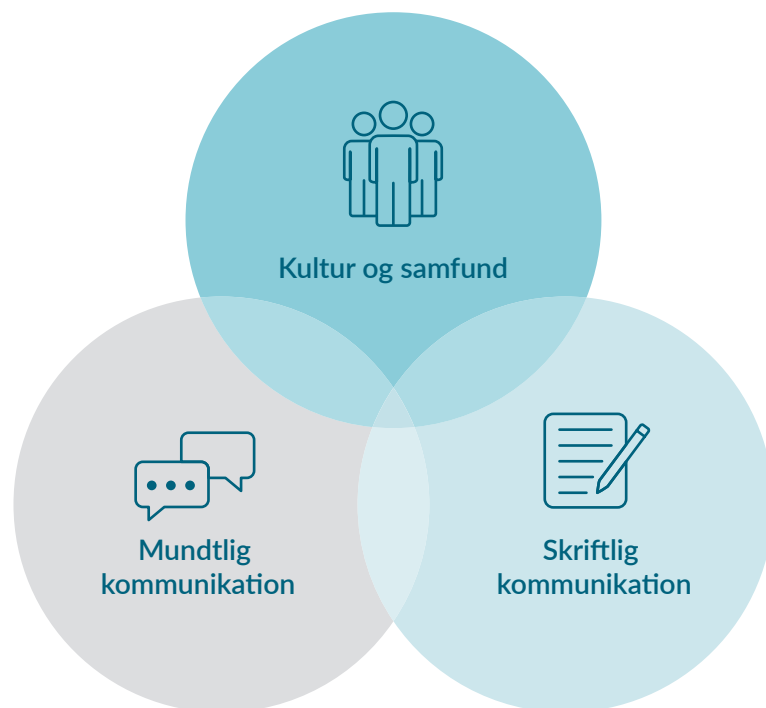 Kultur og samfund
Mundtlig
kommunikation
Skriftlig
kommunikation